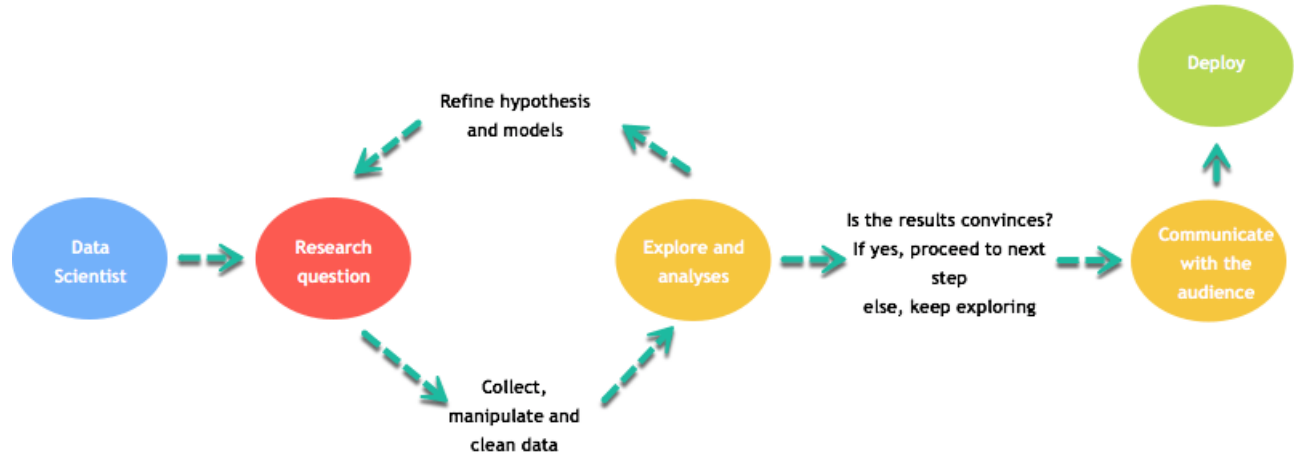 Deploy
Refine hypothesis
and models
Data
Scientist
Research
question
Explore and
analyses
Is the results convinces?
If yes, proceed to next
step
else, keep exploring
Communicate
with the
audience
Collect,
manipulate and
clean data